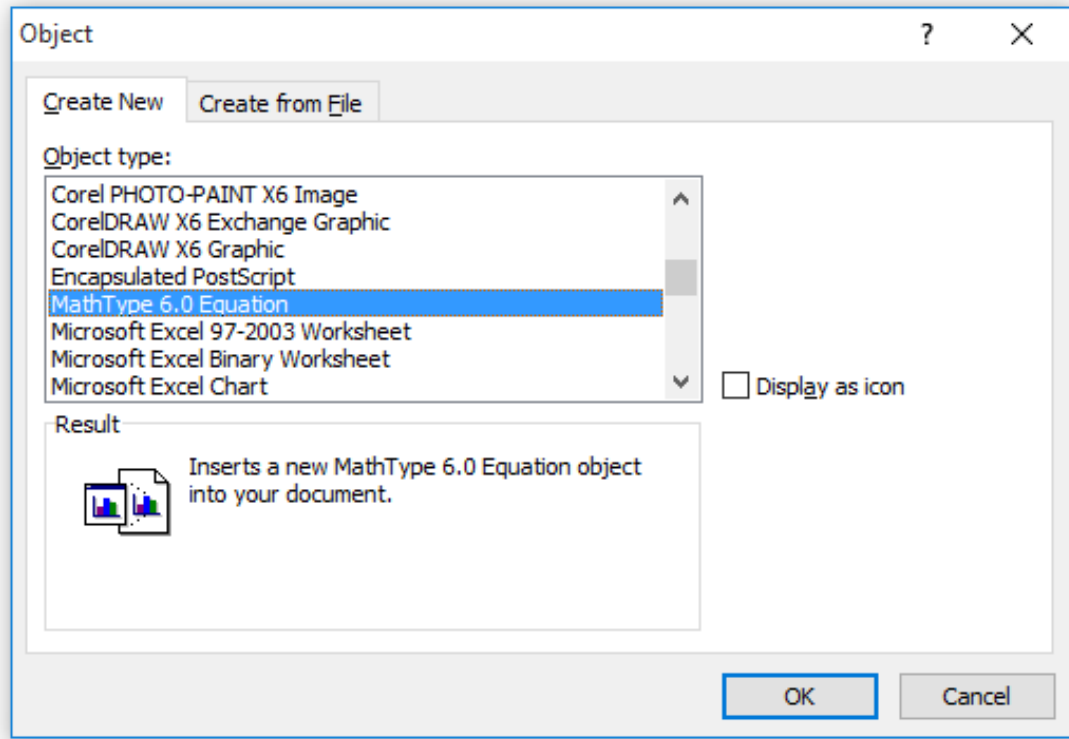 Object
?
Create New
Create from File
Object type:
Corel PHOTO-PAINT X6 Image
CorelDRAW X6 Exchange Graphic
CorelDRAW X6 Graphic
Encapsulated PostScript
MathType 6.0 Equation
Microsoft Excel 97-2003 Worksheet
Microsoft Excel Binary Worksheet
Microsoft Excel Chart
Display as icon
Result
Inserts a new MathType 6.0 Equation object
into your document.
OK
Cancel